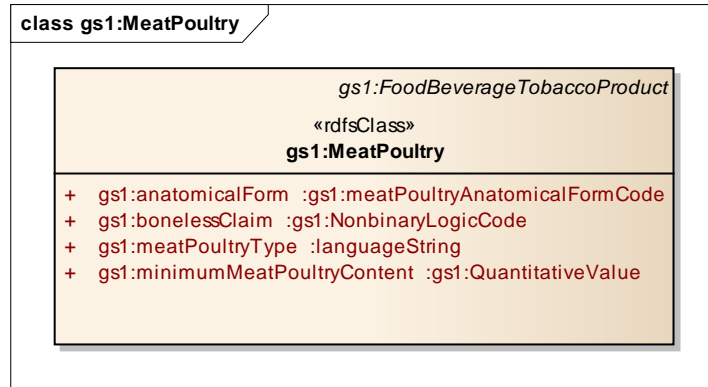 class gs1:MeatPoultry
gs1:FoodBeverageTobaccoProduct
«rdfsClass»
gs1:MeatPoultry
+ gs1:anatomicalForm :gs1:meatPoultryAnatomicalFormCode
+ gs1:bonelessClaim :gs1:NonbinaryLogicCode
+ gs1:meatPoultryType :languageString
+ gs1:minimumMeatPoultryContent :gs1:QuantitativeValue